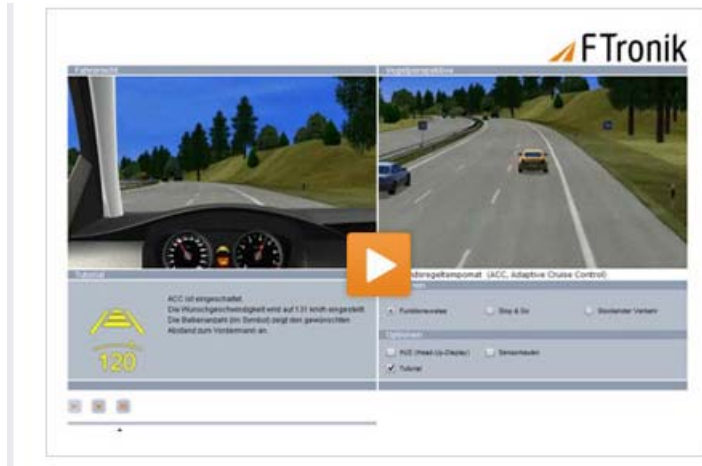 FTronik
Fahrersicht
Vogelperspektive
Tutorial
ACC ist eingeschaltet.
Die Wunschgeschwindigkeit wird auf 131 km/h eingestellt.
Die Balkenanzahl (im Symbol) zeigt den gewünschten
Abstand zum Vordermann an.
120
(ACC, Adaptive Cruise Control)
Funktionsweise
Stop & Go
Stockender Verkehr
Optionen
HUD (Head-Up-Display)
Sensorkeulen
Tutorial